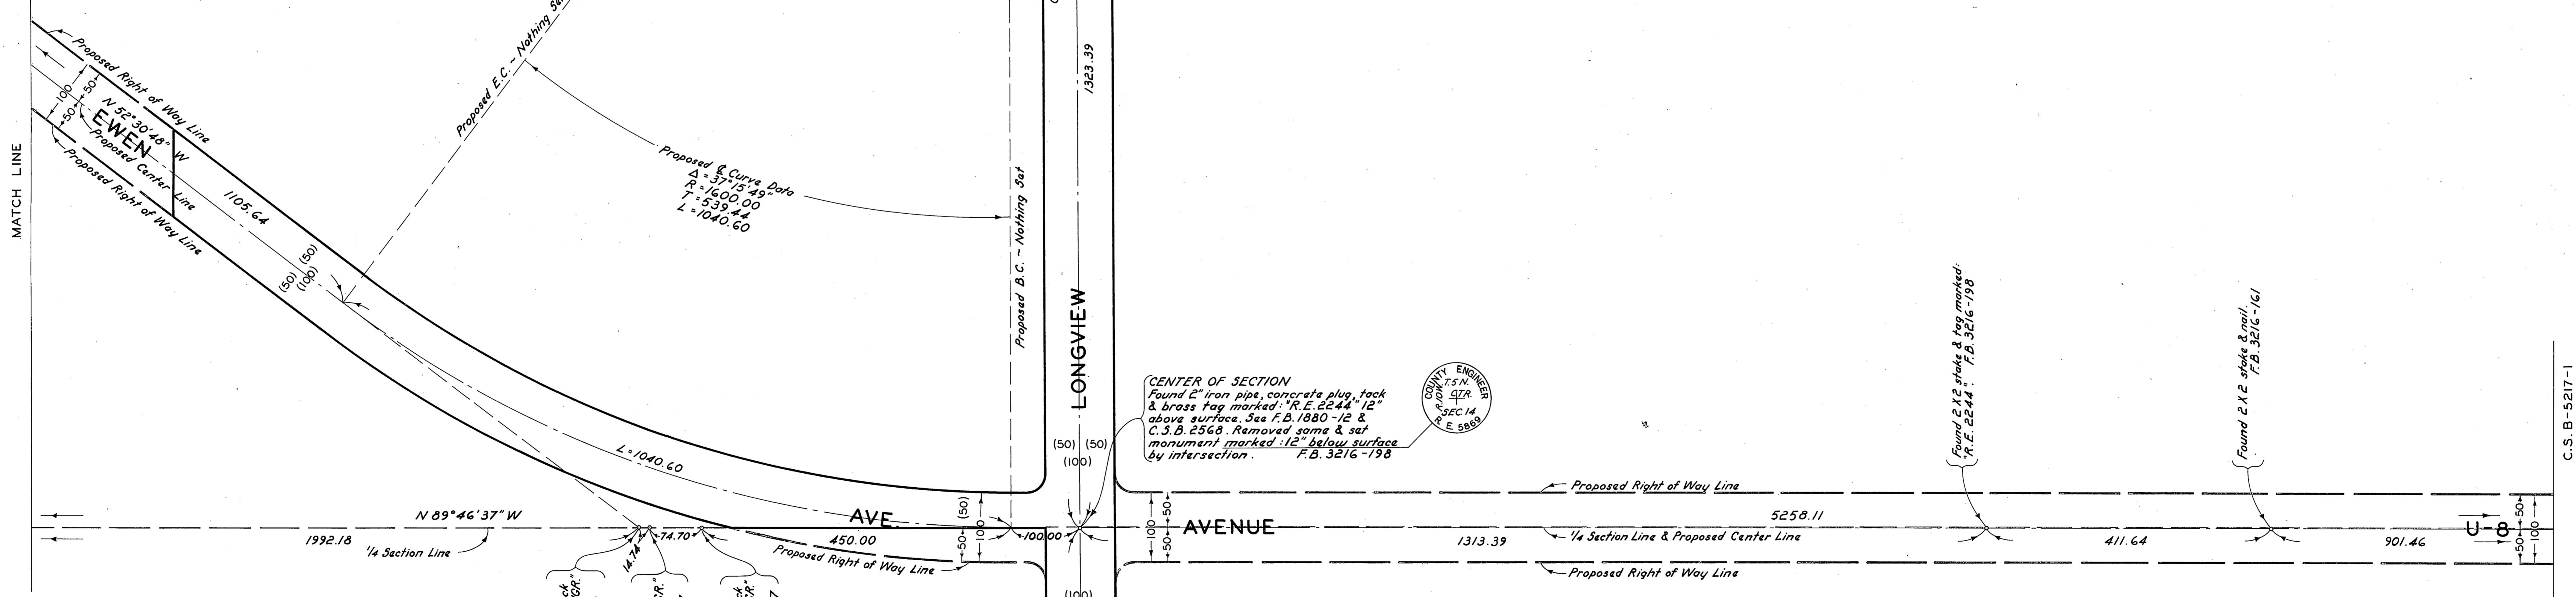 MATCH LINE
Proposed Right of Way Line
100
50
50
N 52°30'48" W
EWEN
Proposed Center Line
Proposed Right of Way Line
1105.64
(50)
(50)
(100)
Proposed E.C. ~ Nothing
Proposed ℄ Curve Data
Δ = 37°15'49"
R = 1600.00
T = 539.44
L = 1040.60
Proposed B.C. ~ Nothing Set
1323.39
LONGVIEW
L = 1040.60
N 89°46'37" W
1992.18
1/4 Section Line
14.74
74.70
AVE.
450.00
Proposed Right of Way Line
(50)
100
50
100.00
(50) (50)
(100)
(100)
CENTER OF SECTION
Found 2" iron pipe, concrete plug, tack
& brass tag marked: "R.E. 2244" 12"
above surface. See F.B. 1880-12 &
C.S.B. 2568. Removed same & set
monument marked: 12" below surface
by intersection. F.B. 3216-198
COUNTY ENGINEER
T.5N.
R.10W.
CTR.
SEC.14
R.E. 5869
50
100
50
AVENUE
Proposed Right of Way Line
5258.11
1313.39
1/4 Section Line & Proposed Center Line
Proposed Right of Way Line
Found 2 X 2 stake & tag marked:
"R.E. 2244". F.B. 3216-198
411.64
Found 2 X 2 stake & nail.
F.B. 3216-161
901.46
U-8
50
100
50
C.S.B-5217-1